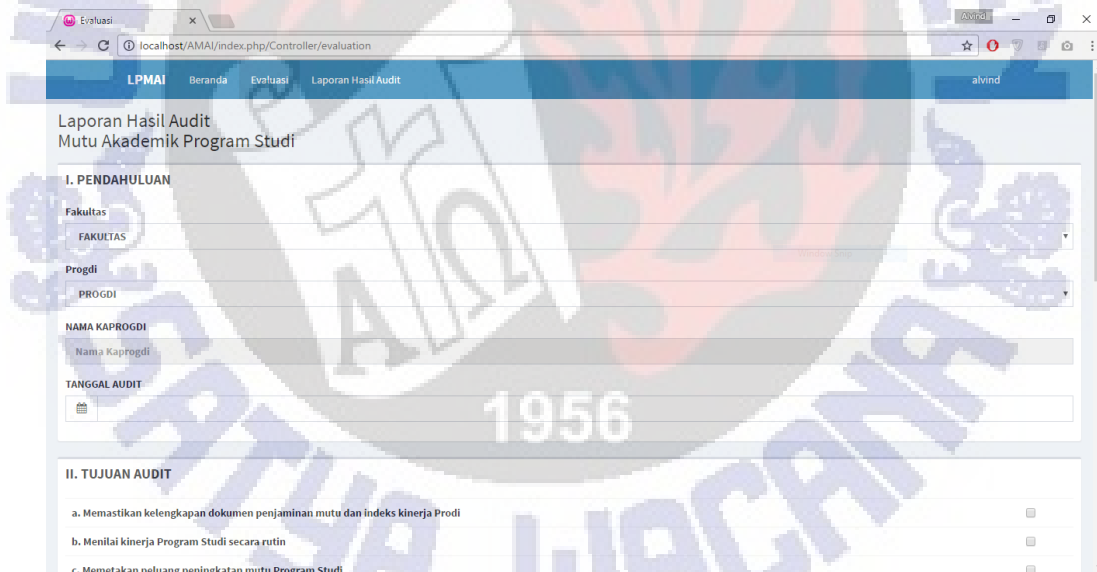 Evaluasi
Alvind
localhost/AMAI/index.php/Controller/evaluation
LPMAI Beranda Evaluasi Laporan Hasil Audit alvind
Laporan Hasil Audit
Mutu Akademik Program Studi
I. PENDAHULUAN
Fakultas
FAKULTAS
Progdi
PROGDI
NAMA KAPROGDI
Nama Kaprogdi
TANGGAL AUDIT
1956
II. TUJUAN AUDIT
a. Memastikan kelengkapan dokumen penjaminan mutu dan indeks kinerja Prodi
b. Menilai kinerja Program Studi secara rutin
c. Memetakan peluang peningkatan mutu Program Studi
SATYA WACANA
ΑΩ